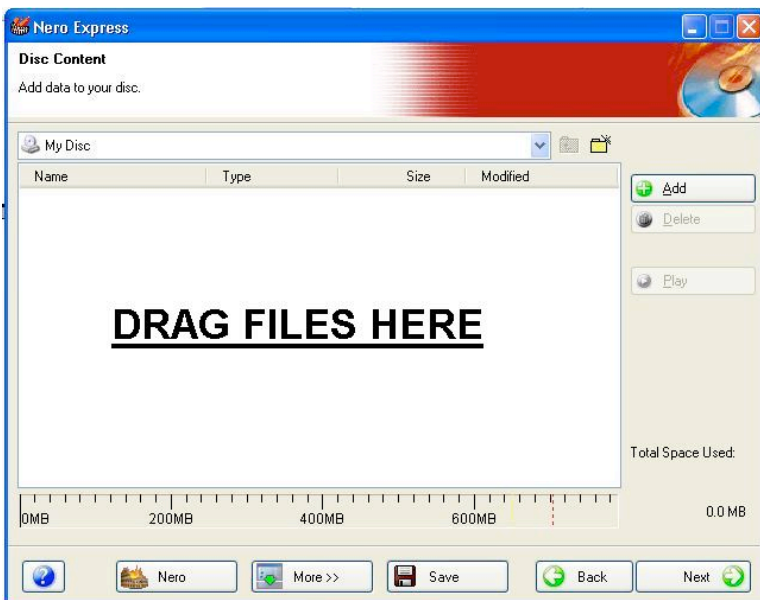 Nero Express
Disc Content
Add data to your disc.
My Disc
Name Type Size Modified
Add
Delete
Play
DRAG FILES HERE
Total Space Used:
0MB 200MB 400MB 600MB
0.0 MB
Nero More >> Save Back Next